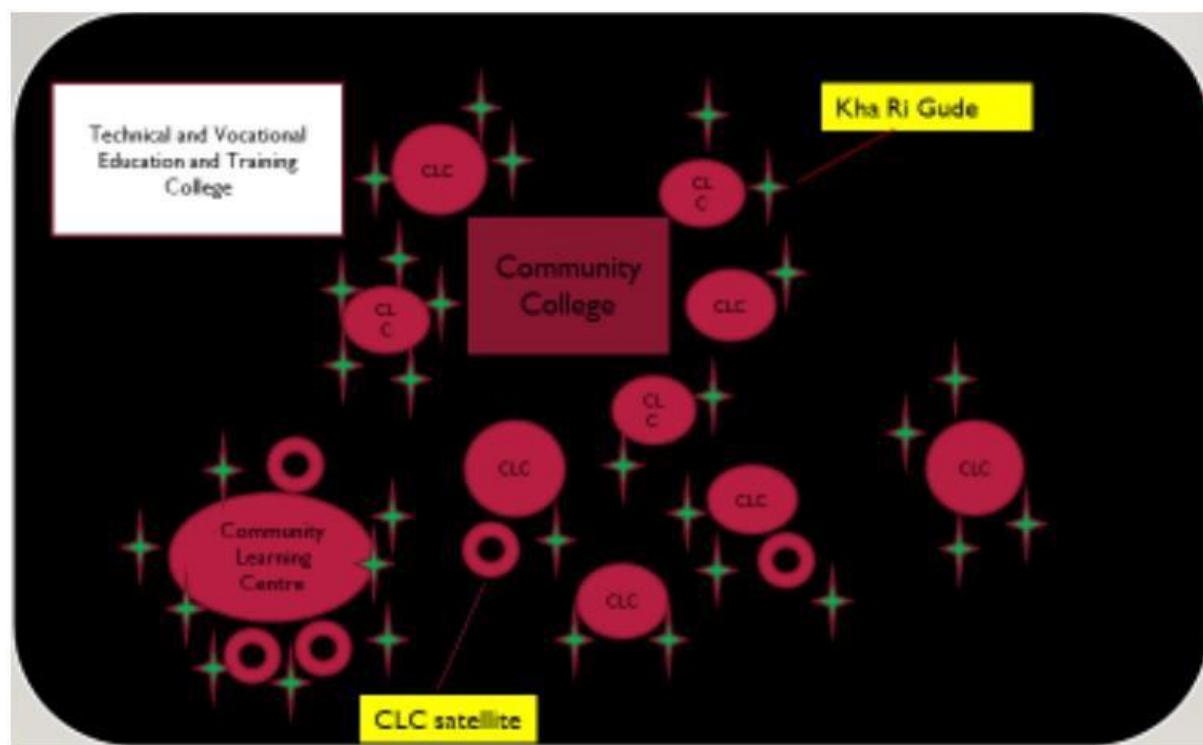 Technical and Vocational
Education and Training
College
Kha Ri Gude
CLC
CL
C
Community
College
CL
C
CLC
CL
C
CLC
CLC
CLC
Community
Learning
Centre
CLC
CLC satellite